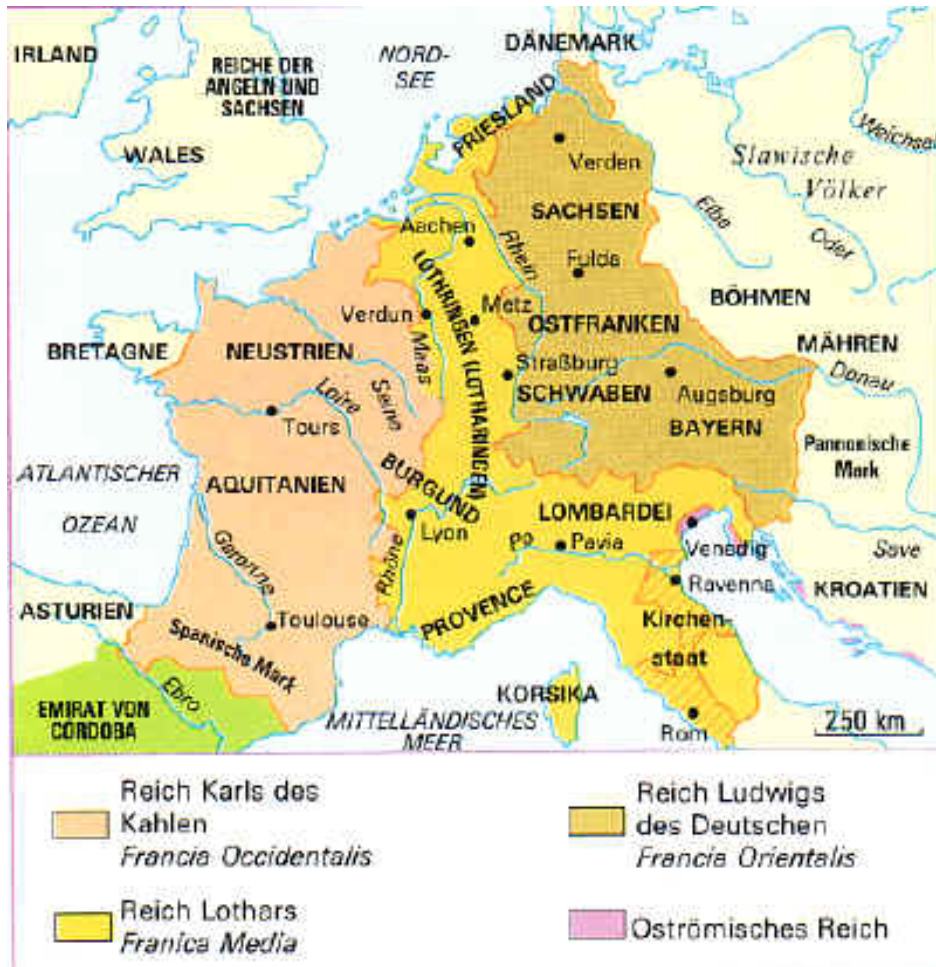 IRLAND
REICHE DER
ANGELN UND
SACHSEN
WALES
NORD-
SEE
DÄNEMARK
FRIESLAND
Verden
Weichsel
Slawische
Völker
SACHSEN
Elbe
Oder
Aachen
Rhein
Fulda
LOTHRINGEN (LOTHARINGEN)
BÖHMEN
Verdun
Metz
OSTFRANKEN
BRETAGNE
NEUSTRIEN
Maas
MÄHREN
Straßburg
Donau
Loire
Seine
SCHWABEN
Augsburg
Tours
BAYERN
Pannonische
Mark
ATLANTISCHER
OZEAN
AQUITANIEN
BURGUND
Lyon
LOMBARDEI
Po
Pavia
Venedig
Save
Garonne
Rhône
Ravenna
KROATIEN
ASTURIEN
Toulouse
PROVENCE
Kirchen-
staat
Spanische Mark
Ebro
EMIRAT VON
CÓRDOBA
KORSIKA
MITTELLÄNDISCHES
MEER
Rom
250 km
Reich Karls des
Kahlen
Francia Occidentalis
Reich Lothars
Franica Media
Reich Ludwigs
des Deutschen
Francia Orientalis
Oströmisches Reich